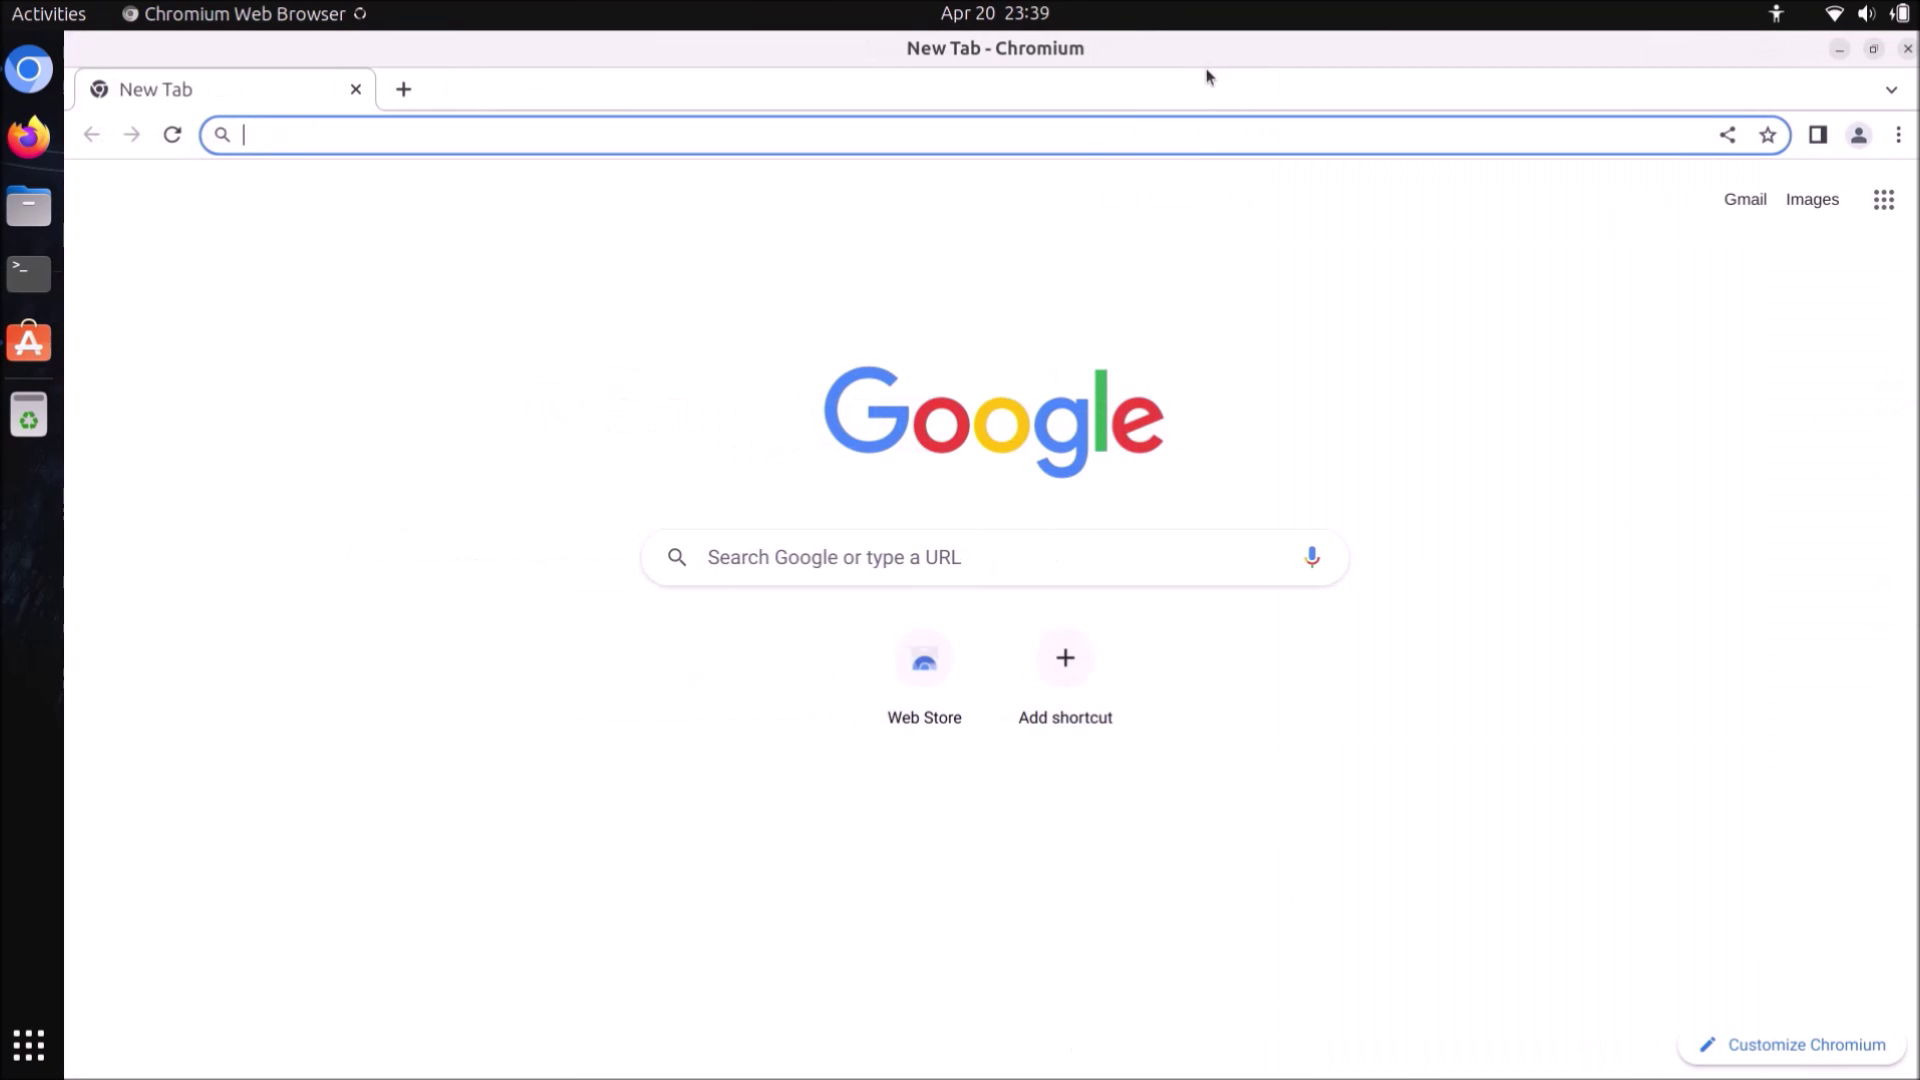 Activities
Chromium Web Browser
Apr 20 23:39
New Tab - Chromium
New Tab
Gmail
Images
Google
Search Google or type a URL
Web Store
Add shortcut
Customize Chromium